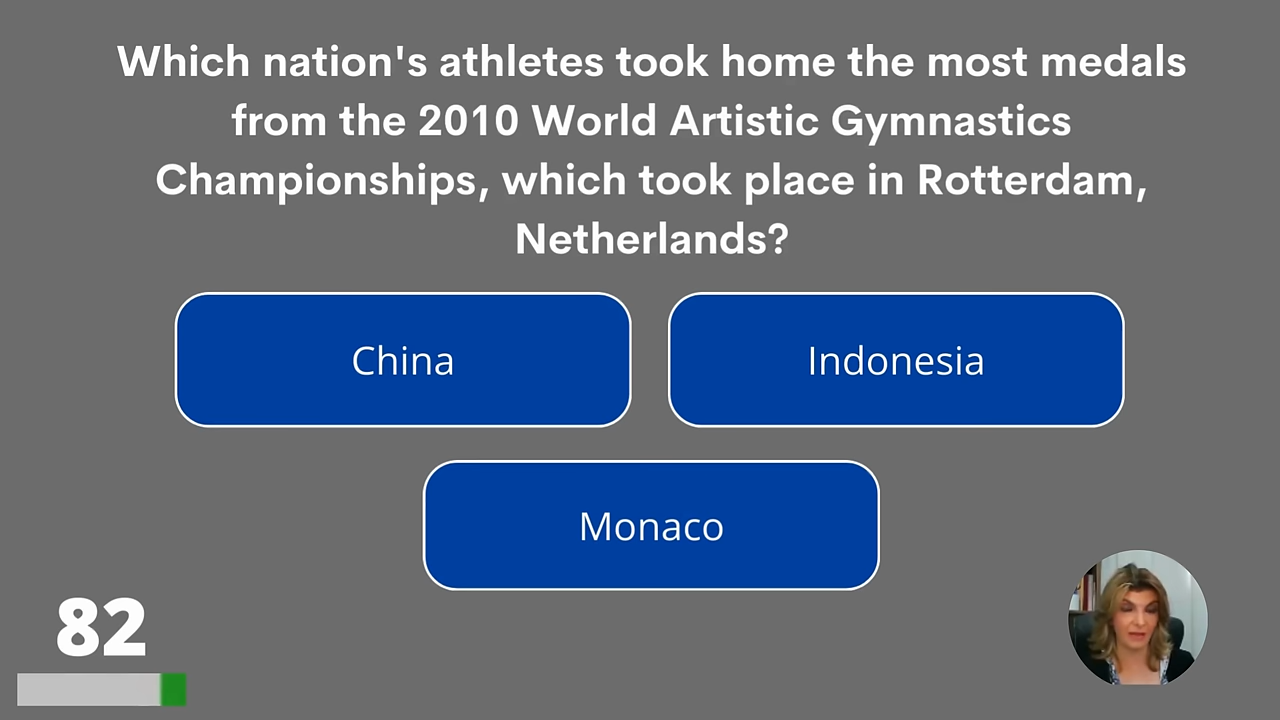 Which nation's athletes took home the most medals
from the 2010 World Artistic Gymnastics
Championships, which took place in Rotterdam,
Netherlands?
China
Indonesia
Monaco
82